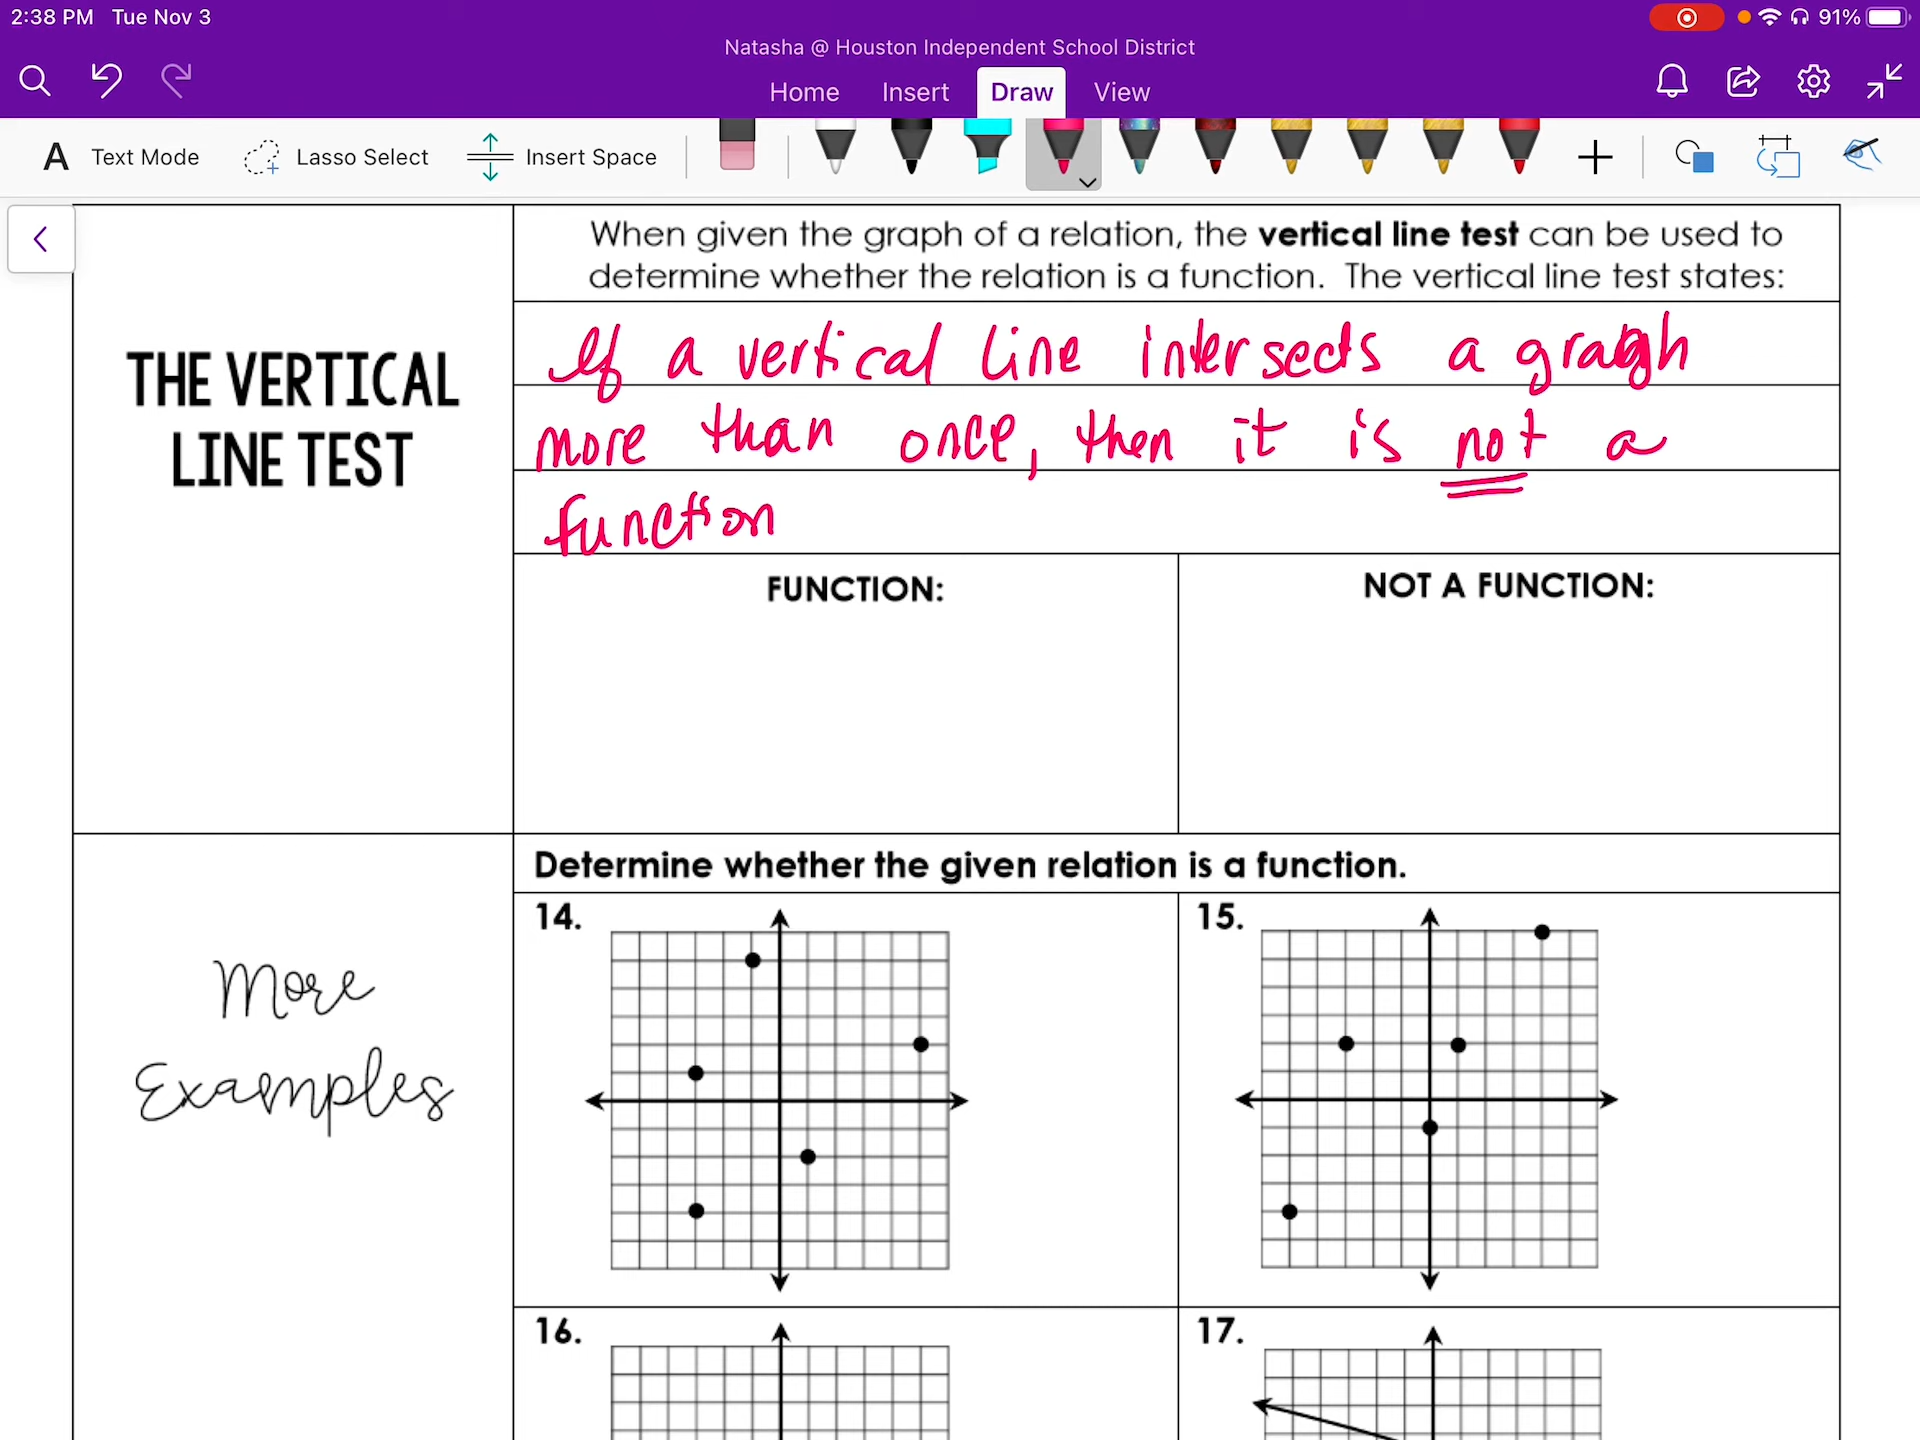 2:38 PM Tue Nov 3
91%
Natasha @ Houston Independent School District
Home Insert Draw View
A Text Mode Lasso Select Insert Space
When given the graph of a relation, the vertical line test can be used to
determine whether the relation is a function. The vertical line test states:
THE VERTICAL
LINE TEST
If a vertical line intersects a graph
more than once, then it is not a
function
FUNCTION:
NOT A FUNCTION:
Determine whether the given relation is a function.
More
Examples
14.
15.
16.
17.